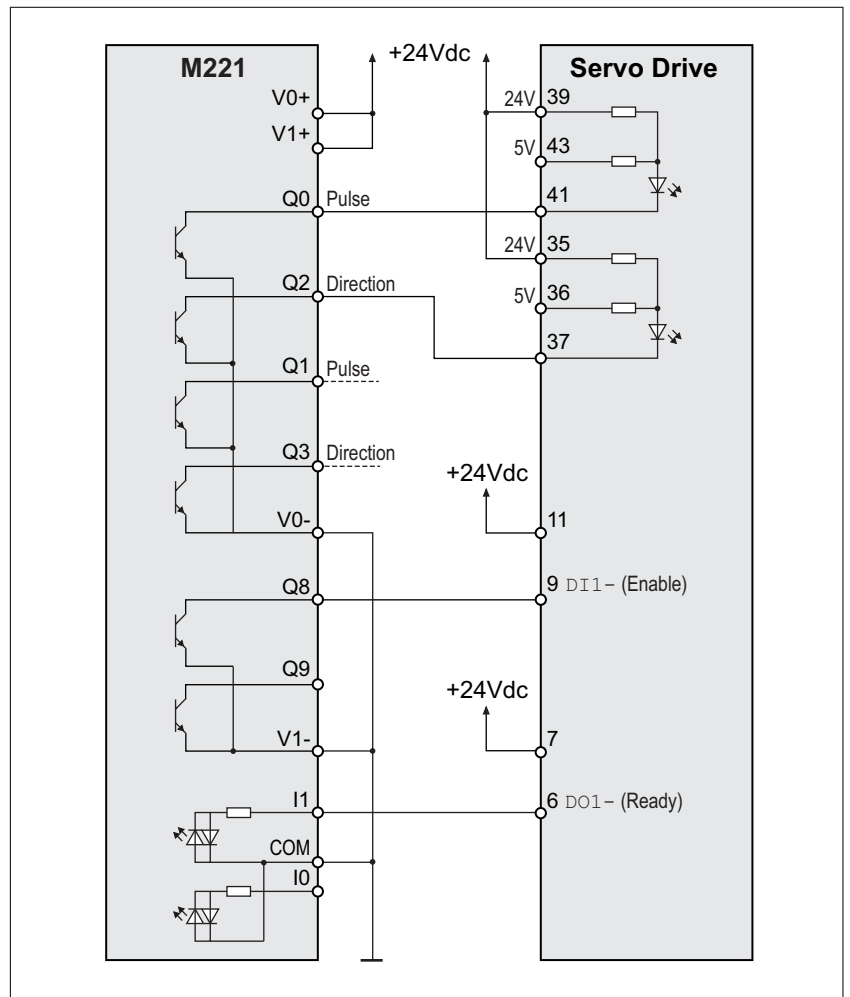 M221
+24Vdc
Servo Drive
V0+
24V 39
V1+
5V 43
Q0 Pulse
41
24V 35
Q2 Direction
5V 36
37
Q1 Pulse
Q3 Direction
+24Vdc
V0-
11
Q8
9 DI1- (Enable)
Q9
+24Vdc
V1-
7
I1
6 DO1- (Ready)
COM
I0